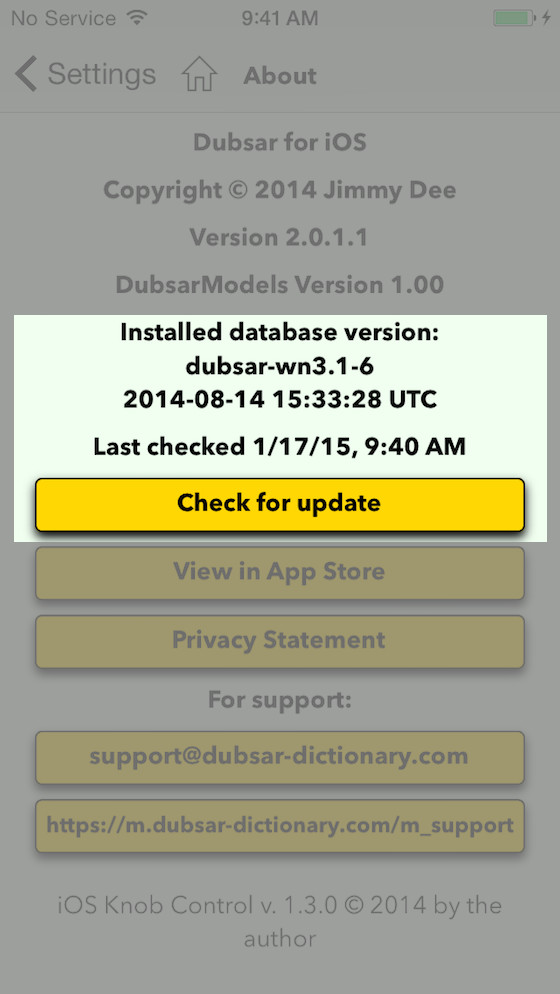 No Service 9:41 AM
Settings About
Dubsar for iOS
Copyright © 2014 Jimmy Dee
Version 2.0.1.1
DubsarModels Version 1.00
Installed database version:
dubsar-wn3.1-6
2014-08-14 15:33:28 UTC
Last checked 1/17/15, 9:40 AM
Check for update
View in App Store
Privacy Statement
For support:
support@dubsar-dictionary.com
https://m.dubsar-dictionary.com/m_support
iOS Knob Control v. 1.3.0 © 2014 by the
author